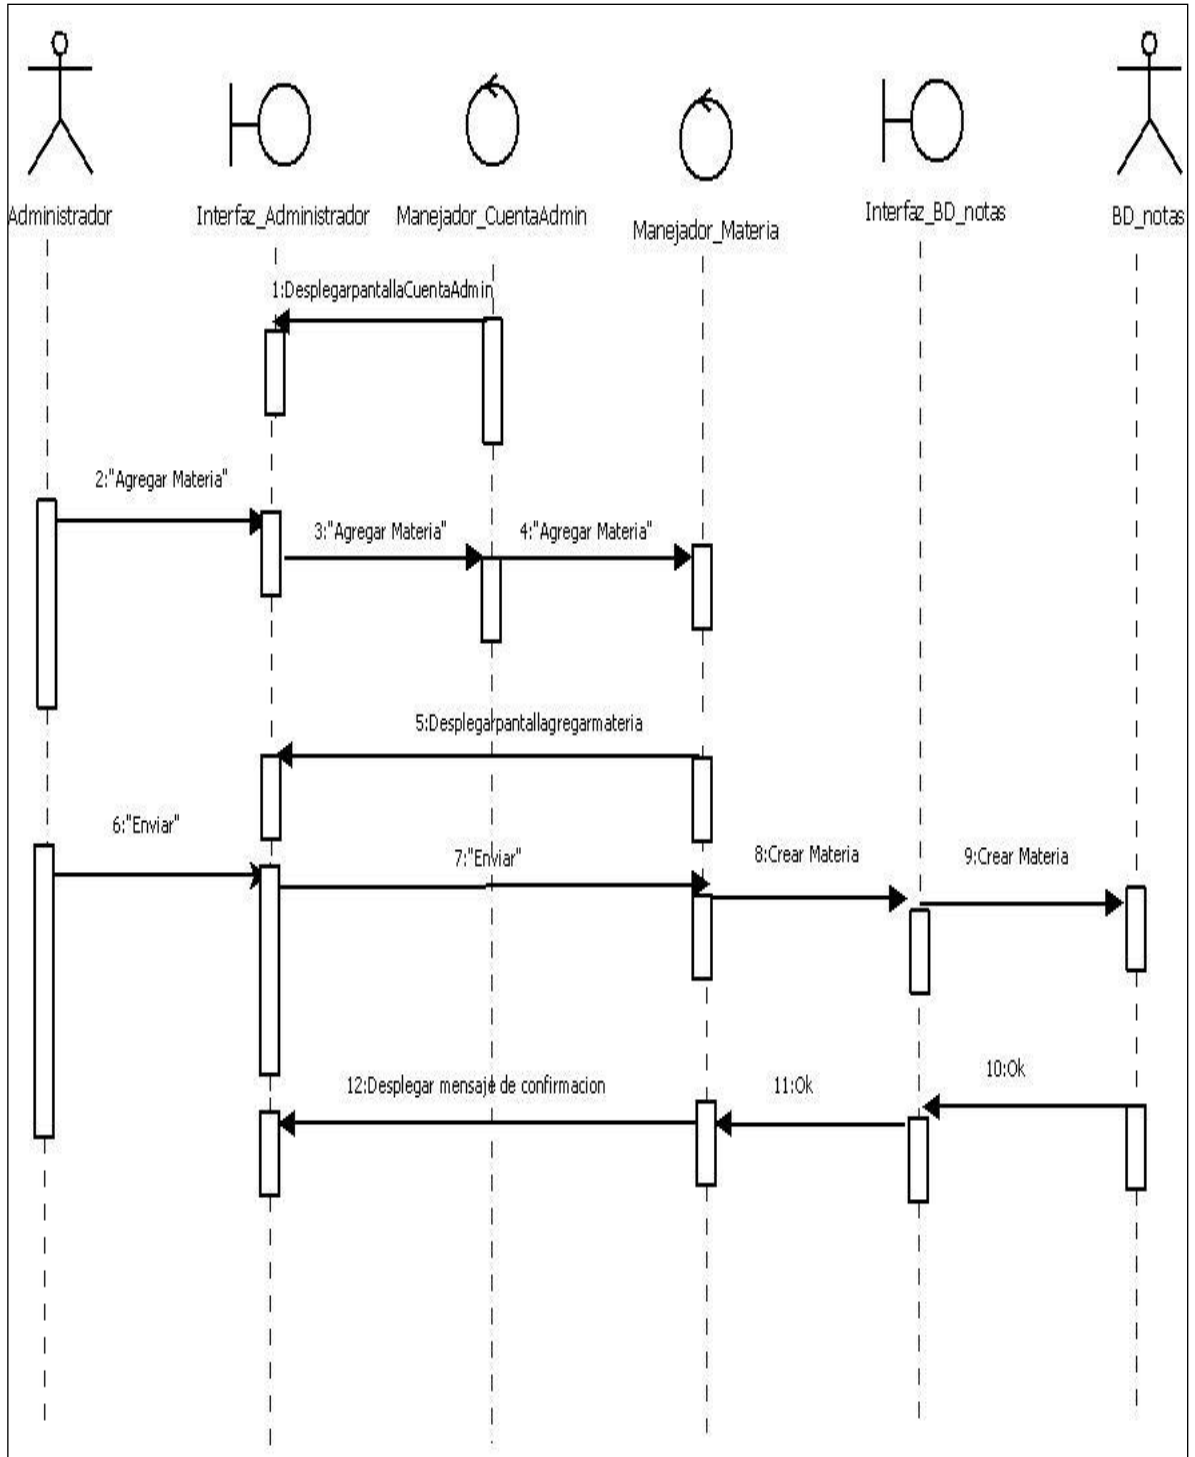 Administrador
Interfaz_Administrador
Manejador_CuentaAdmin
Manejador_Materia
Interfaz_BD_notas
BD_notas
1:DesplegarpantallaCuentaAdmin
2:"Agregar Materia"
3:"Agregar Materia"
4:"Agregar Materia"
5:Desplegarpantallagregarmateria
6:"Enviar"
7:"Enviar"
8:Crear Materia
9:Crear Materia
10:Ok
11:Ok
12:Desplegar mensaje de confirmacion